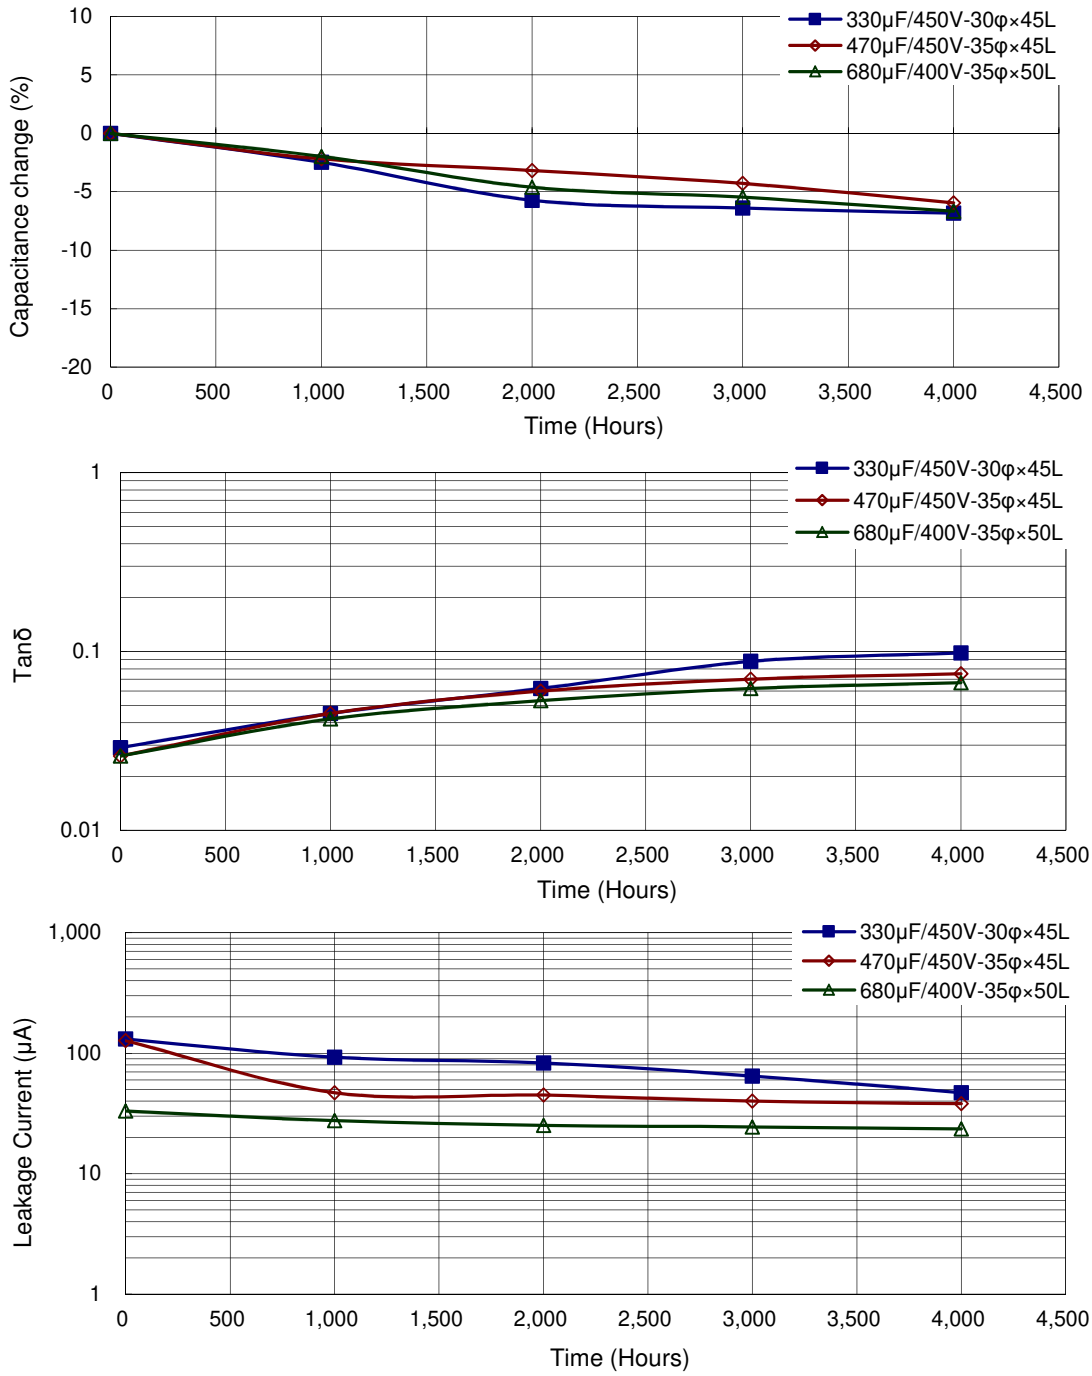 10
5
0
-5
-10
-15
-20
Capacitance change (%)
330µF/450V-30φ×45L
470µF/450V-35φ×45L
680µF/400V-35φ×50L
0 500 1,000 1,500 2,000 2,500 3,000 3,500 4,000 4,500
Time (Hours)
1
0.1
0.01
Tanδ
330µF/450V-30φ×45L
470µF/450V-35φ×45L
680µF/400V-35φ×50L
0 500 1,000 1,500 2,000 2,500 3,000 3,500 4,000 4,500
Time (Hours)
1,000
100
10
1
Leakage Current (µA)
330µF/450V-30φ×45L
470µF/450V-35φ×45L
680µF/400V-35φ×50L
0 500 1,000 1,500 2,000 2,500 3,000 3,500 4,000 4,500
Time (Hours)